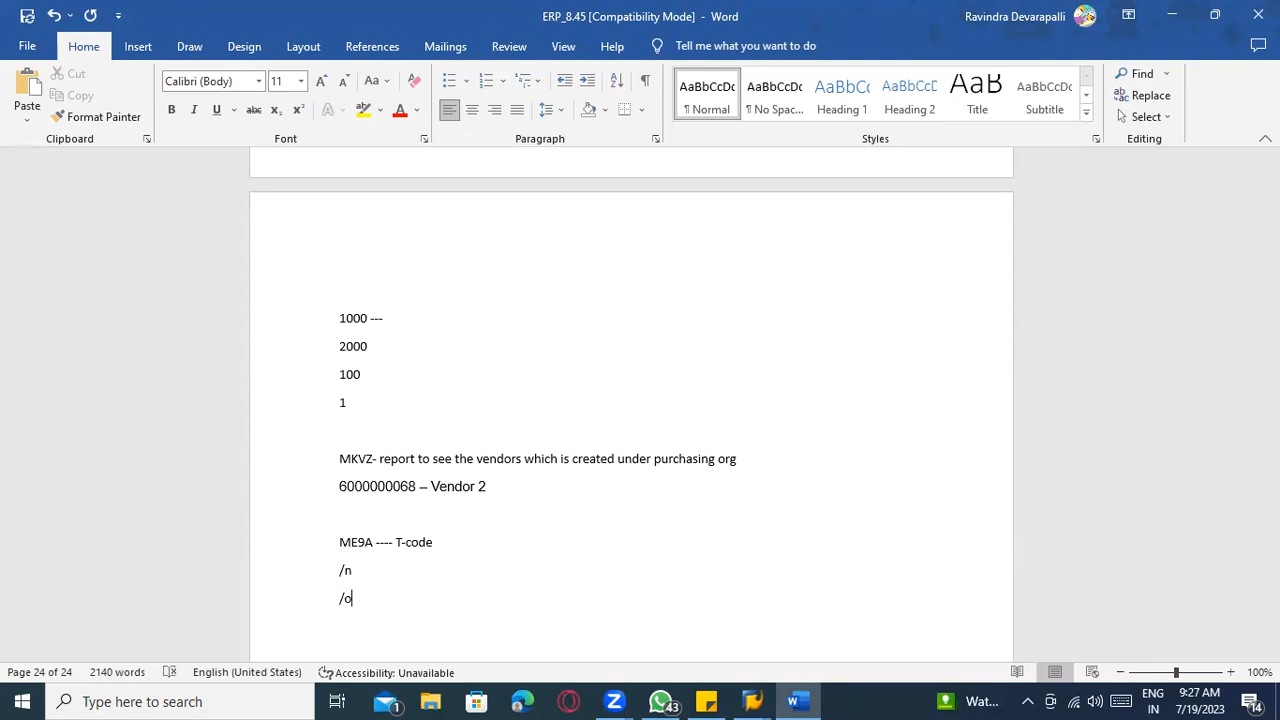 ERP_8.45 [Compatibility Mode] - Word
Ravindra Devarapalli
File Home Insert Draw Design Layout References Mailings Review View Help Tell me what you want to do
Paste
Cut
Copy
Format Painter
Clipboard
Calibri (Body) 11
Font
Paragraph
AaBbCcDc AaBbCcDc AaBbCc AaBbCcC AaB AaBbCcD
¶ Normal ¶ No Spac... Heading 1 Heading 2 Title Subtitle
Styles
Find
Replace
Select
Editing
1000 ---
2000
100
1
MKVZ- report to see the vendors which is created under purchasing org
6000000068 – Vendor 2
ME9A ---- T-code
/n
/o
Page 24 of 24 2140 words English (United States) Accessibility: Unavailable 100%
Type here to search
1
43
Wat...
ENG
IN
9:27 AM
7/19/2023
14